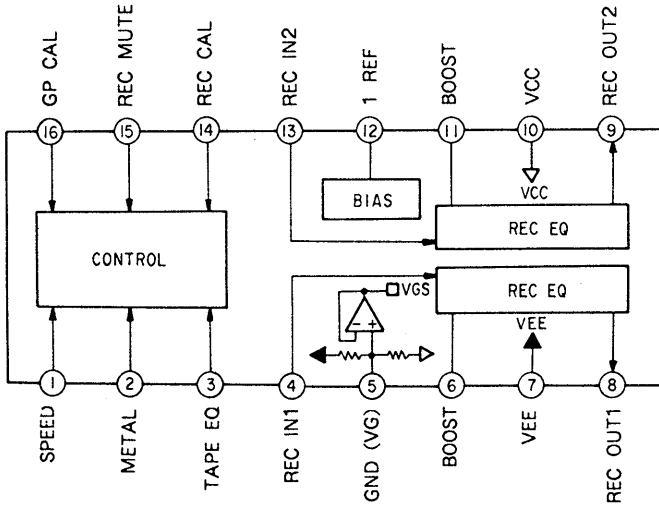 GP CAL
REC MUTE
REC CAL
REC IN2
1 REF
BOOST
VCC
REC OUT2
16
15
14
13
12
11
10
9
BIAS
VCC
CONTROL
REC EQ
REC EQ
VGS
- +
VEE
1
2
3
4
5
6
7
8
SPEED
METAL
TAPE EQ
REC IN1
GND (VG)
BOOST
VEE
REC OUT1